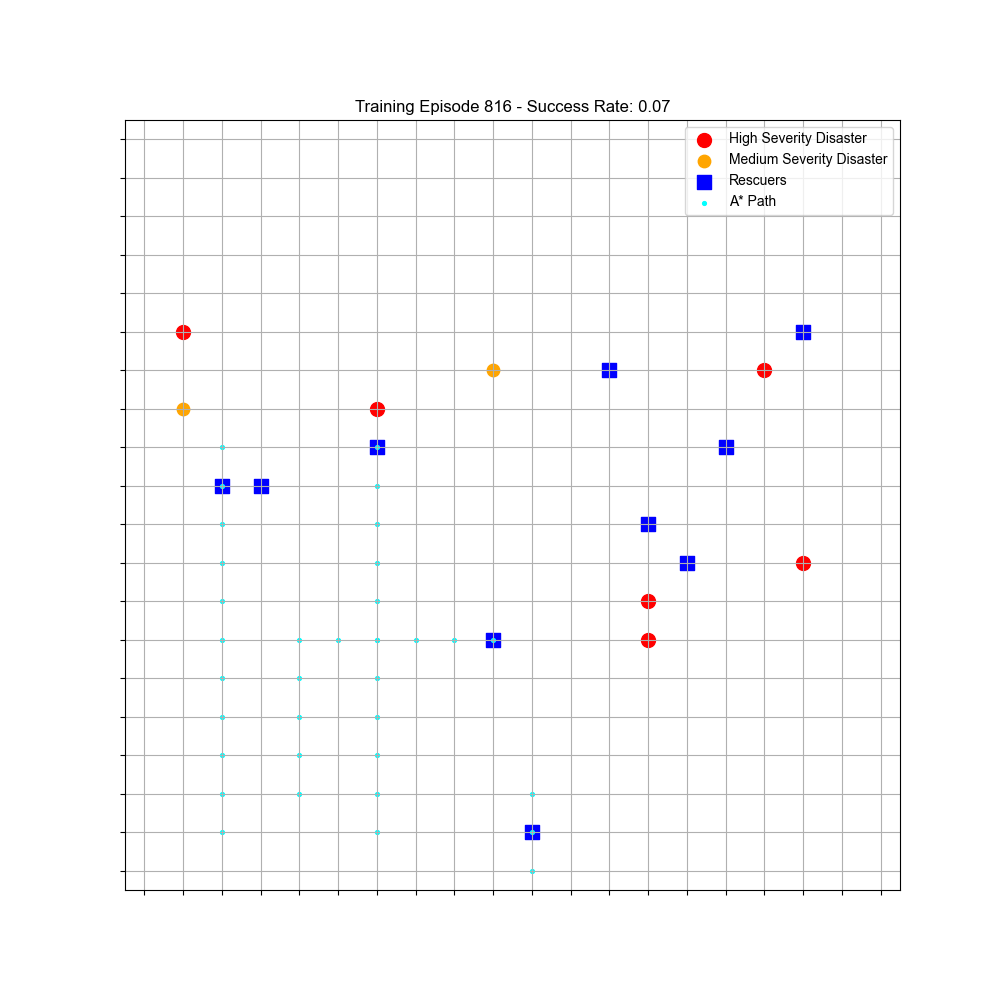 Training Episode 816 - Success Rate: 0.07
High Severity Disaster
Medium Severity Disaster
Rescuers
A* Path